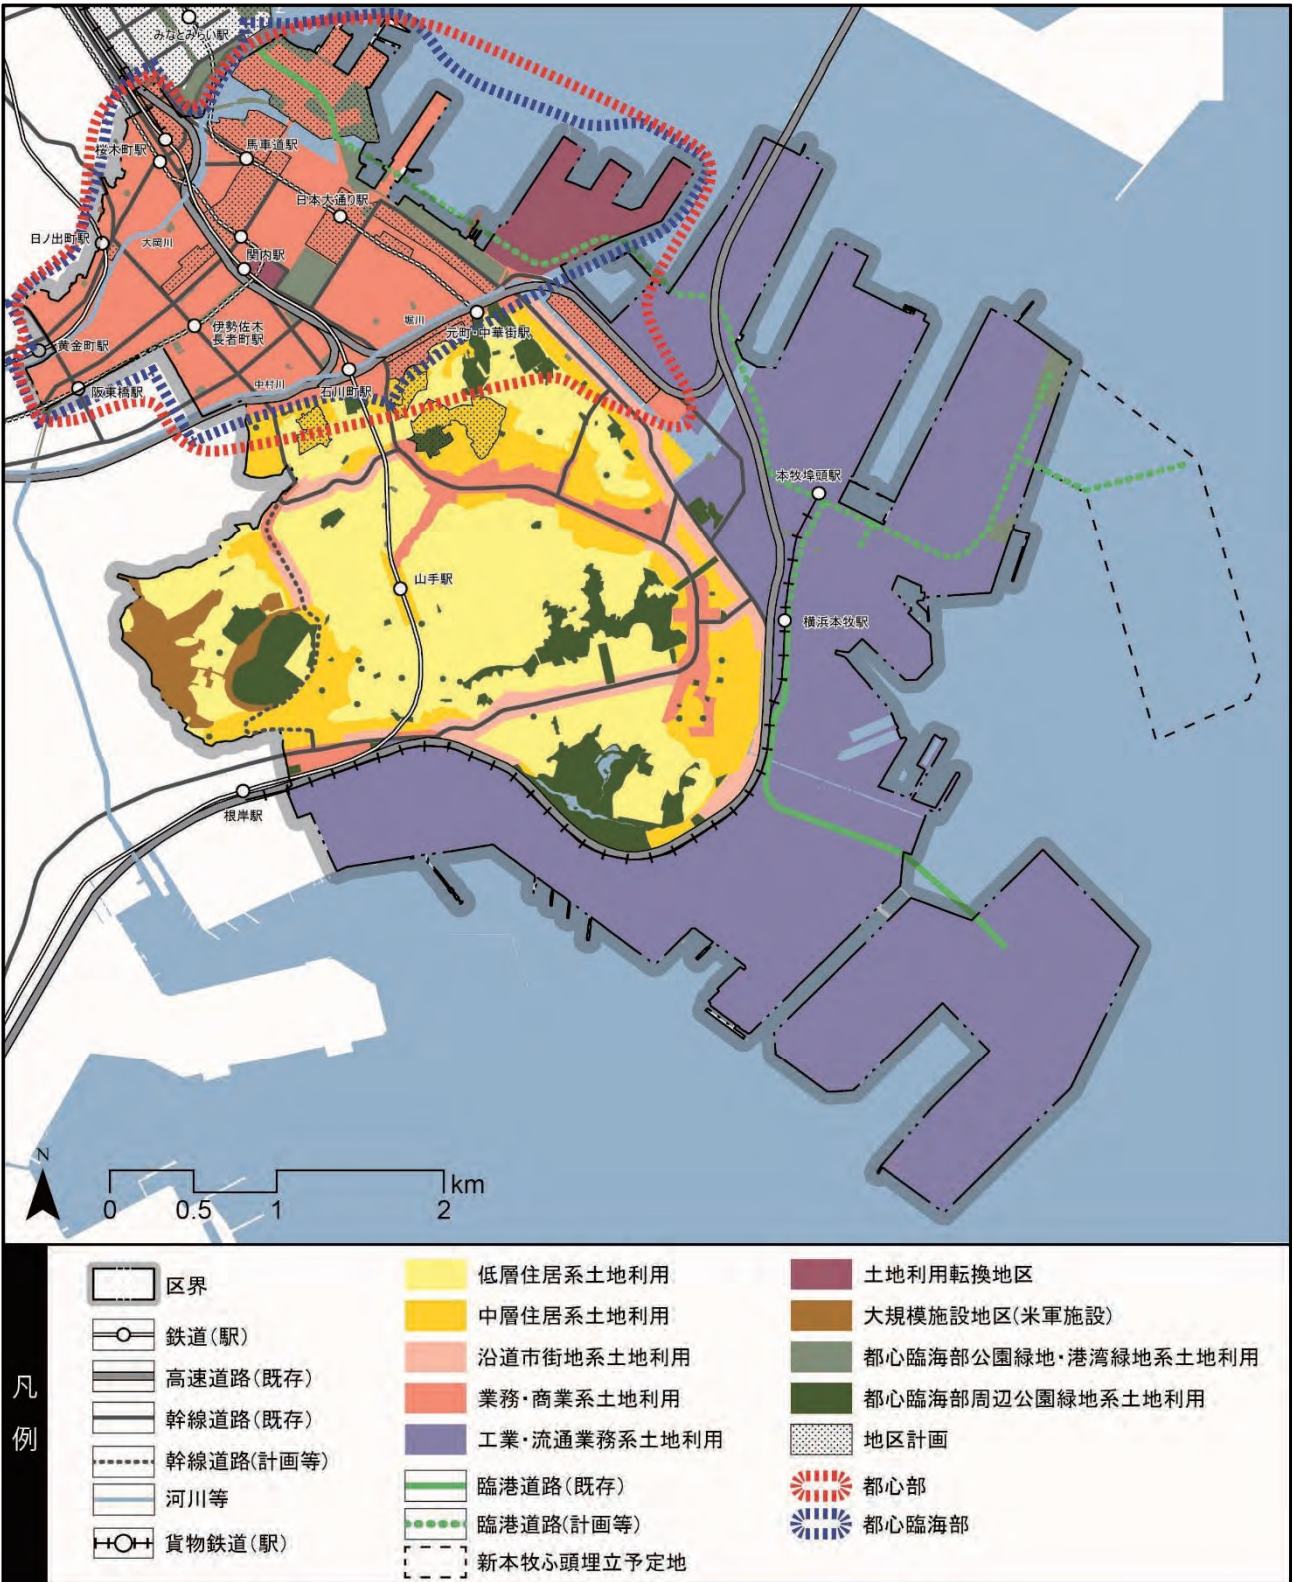 みなとみらい駅
桜木町駅
馬車道駅
日本大通り駅
日ノ出町駅
大岡川
関内駅
伊勢佐木
長者町駅
堀川
元町・中華街駅
黄金町駅
阪東橋駅
中村川
石川町駅
本牧埠頭駅
山手駅
横浜本牧駅
根岸駅
N
0 0.5 1 2 km
凡例
区界
鉄道(駅)
高速道路(既存)
幹線道路(既存)
幹線道路(計画等)
河川等
貨物鉄道(駅)
低層住居系土地利用
中層住居系土地利用
沿道市街地系土地利用
業務・商業系土地利用
工業・流通業務系土地利用
臨港道路(既存)
臨港道路(計画等)
新本牧ふ頭埋立予定地
土地利用転換地区
大規模施設地区(米軍施設)
都心臨海部公園緑地・港湾緑地系土地利用
都心臨海部周辺公園緑地系土地利用
地区計画
都心部
都心臨海部